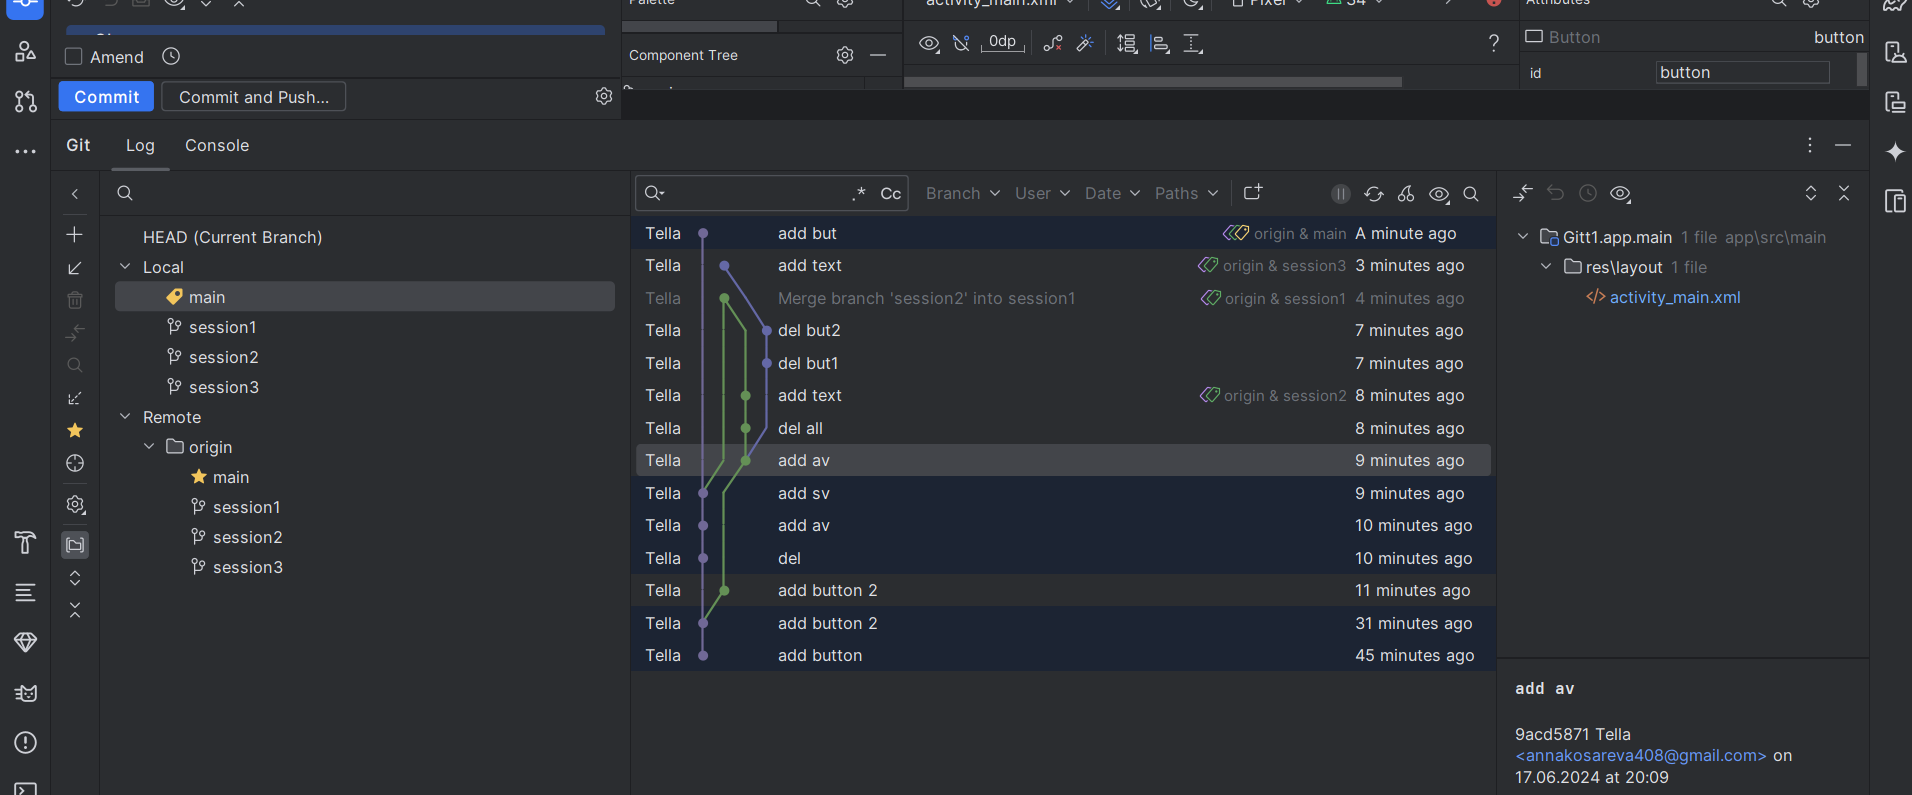 Palette
activity_main.xml
Pixel
34
Attributes
Amend
Component Tree
0dp
?
Button
button
id
button
Commit
Commit and Push...
Git
Log
Console
.*
Cc
Branch
User
Date
Paths
HEAD (Current Branch)
Local
main
session1
session2
session3
Remote
origin
main
session1
session2
session3
Tella add but origin & main A minute ago
Tella add text origin & session3 3 minutes ago
Tella Merge branch 'session2' into session1 origin & session1 4 minutes ago
Tella del but2 7 minutes ago
Tella del but1 7 minutes ago
Tella add text origin & session2 8 minutes ago
Tella del all 8 minutes ago
Tella add av 9 minutes ago
Tella add sv 9 minutes ago
Tella add av 10 minutes ago
Tella del 10 minutes ago
Tella add button 2 11 minutes ago
Tella add button 2 31 minutes ago
Tella add button 45 minutes ago
Gitt1.app.main 1 file app\src\main
res\layout 1 file
activity_main.xml
add av
9acd5871 Tella
<annakosareva408@gmail.com> on
17.06.2024 at 20:09